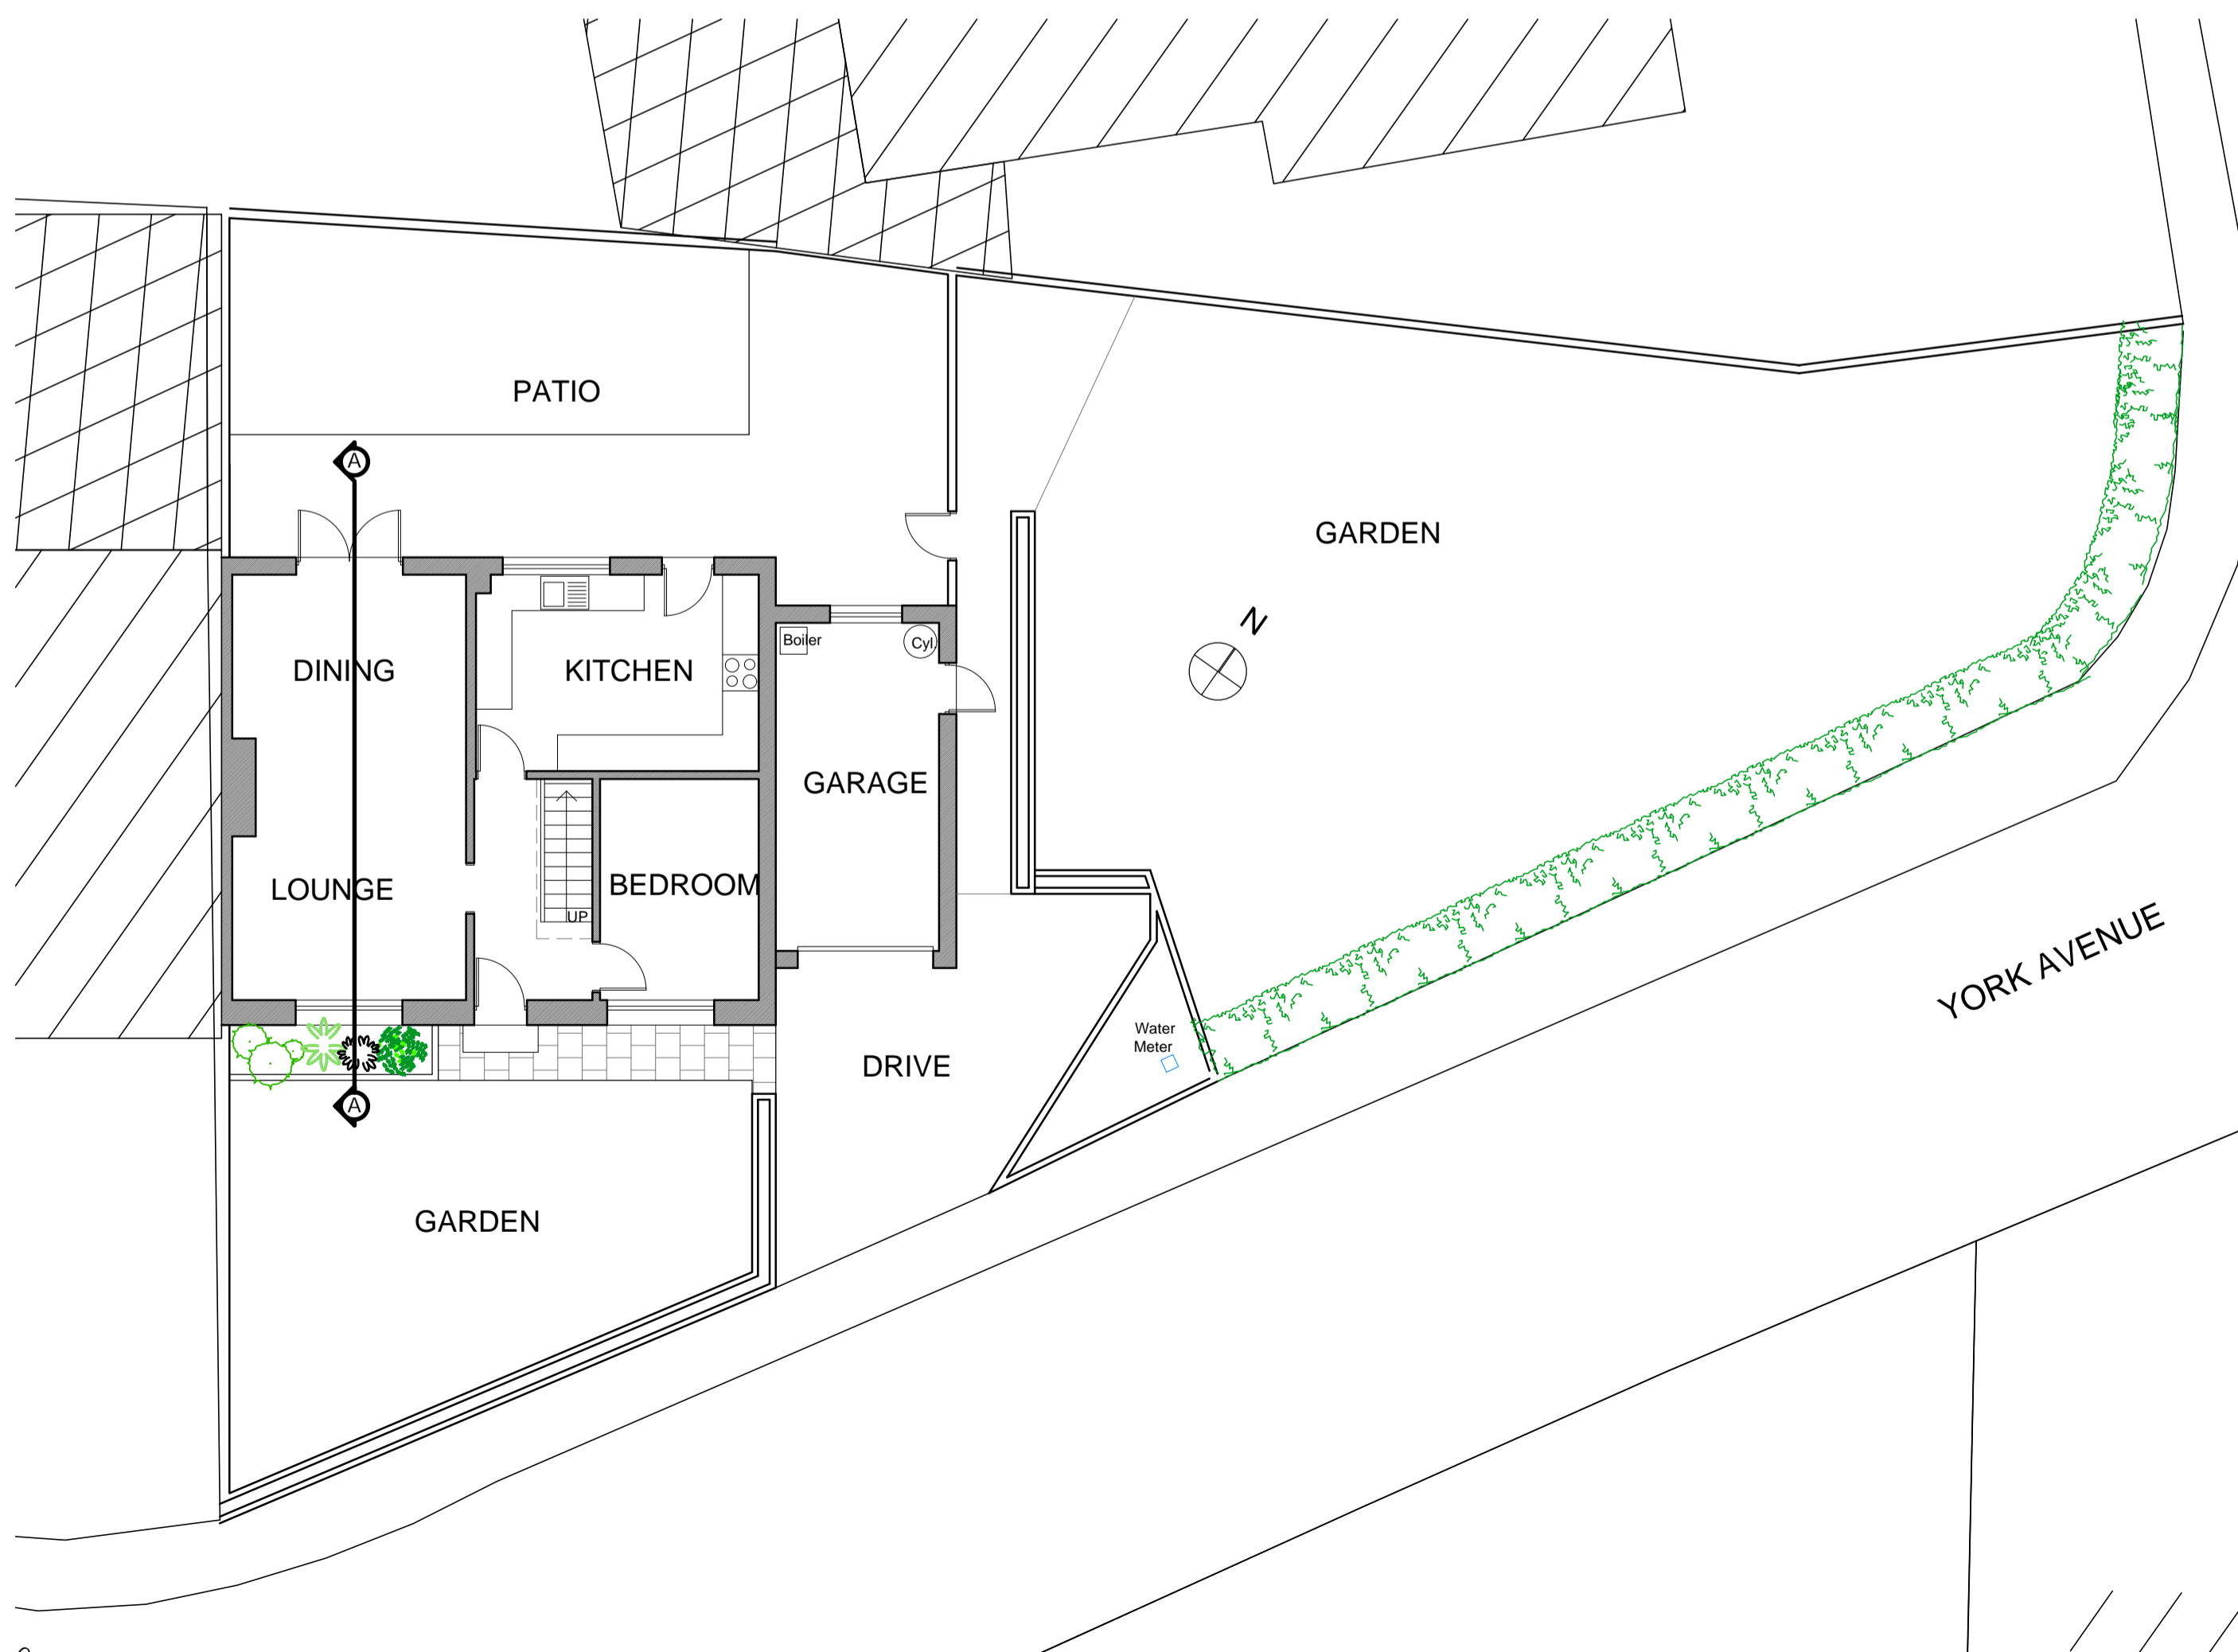 PATIO
A
GARDEN
N
Boiler
Cyl.
DINING
KITCHEN
GARAGE
LOUNGE
BEDROOM
UP
YORK AVENUE
Water
Meter
DRIVE
A
GARDEN